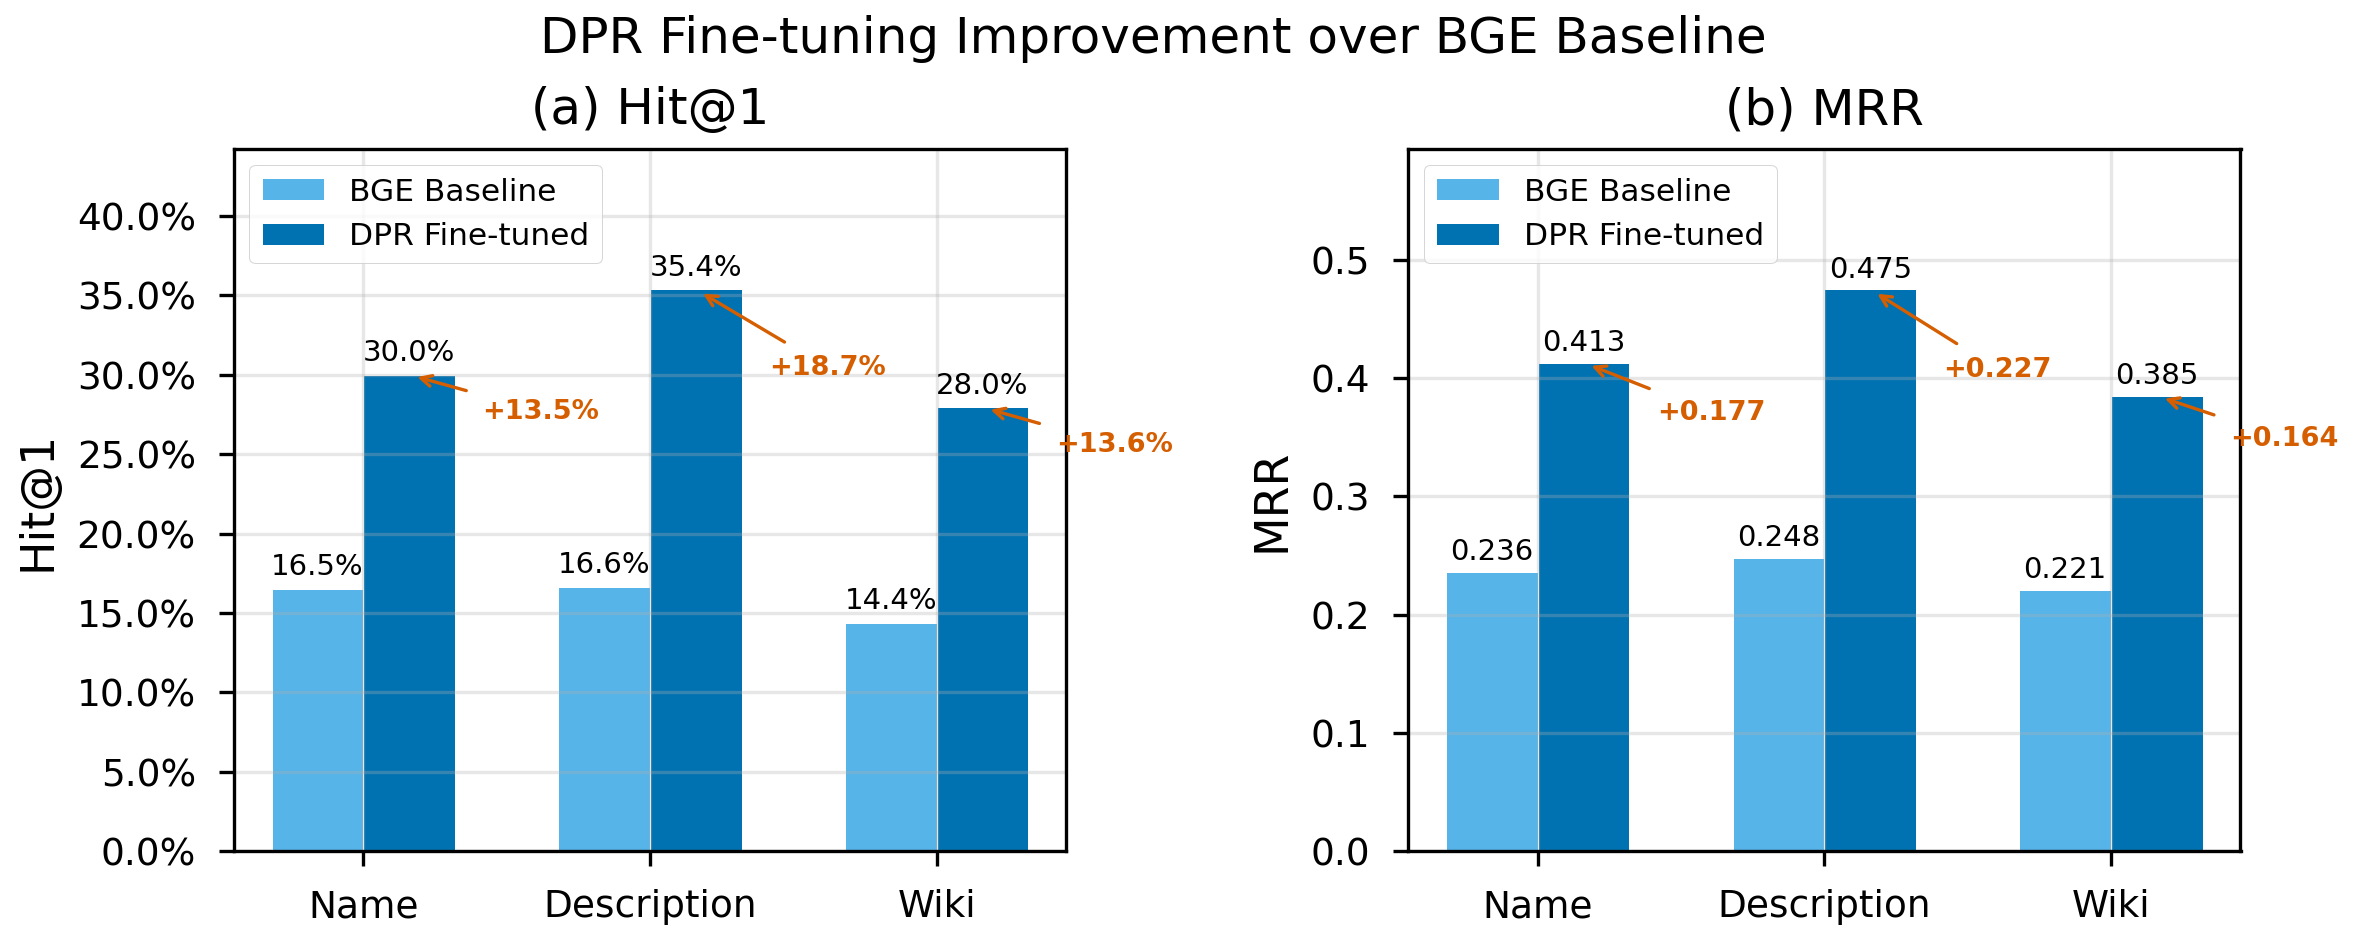 DPR Fine-tuning Improvement over BGE Baseline
(a) Hit@1
BGE Baseline
DPR Fine-tuned
Hit@1
40.0%
35.0%
30.0%
25.0%
20.0%
15.0%
10.0%
5.0%
0.0%
16.5%
30.0%
+13.5%
16.6%
35.4%
+18.7%
14.4%
28.0%
+13.6%
Name
Description
Wiki
(b) MRR
BGE Baseline
DPR Fine-tuned
MRR
0.5
0.4
0.3
0.2
0.1
0.0
0.236
0.413
+0.177
0.248
0.475
+0.227
0.221
0.385
+0.164
Name
Description
Wiki